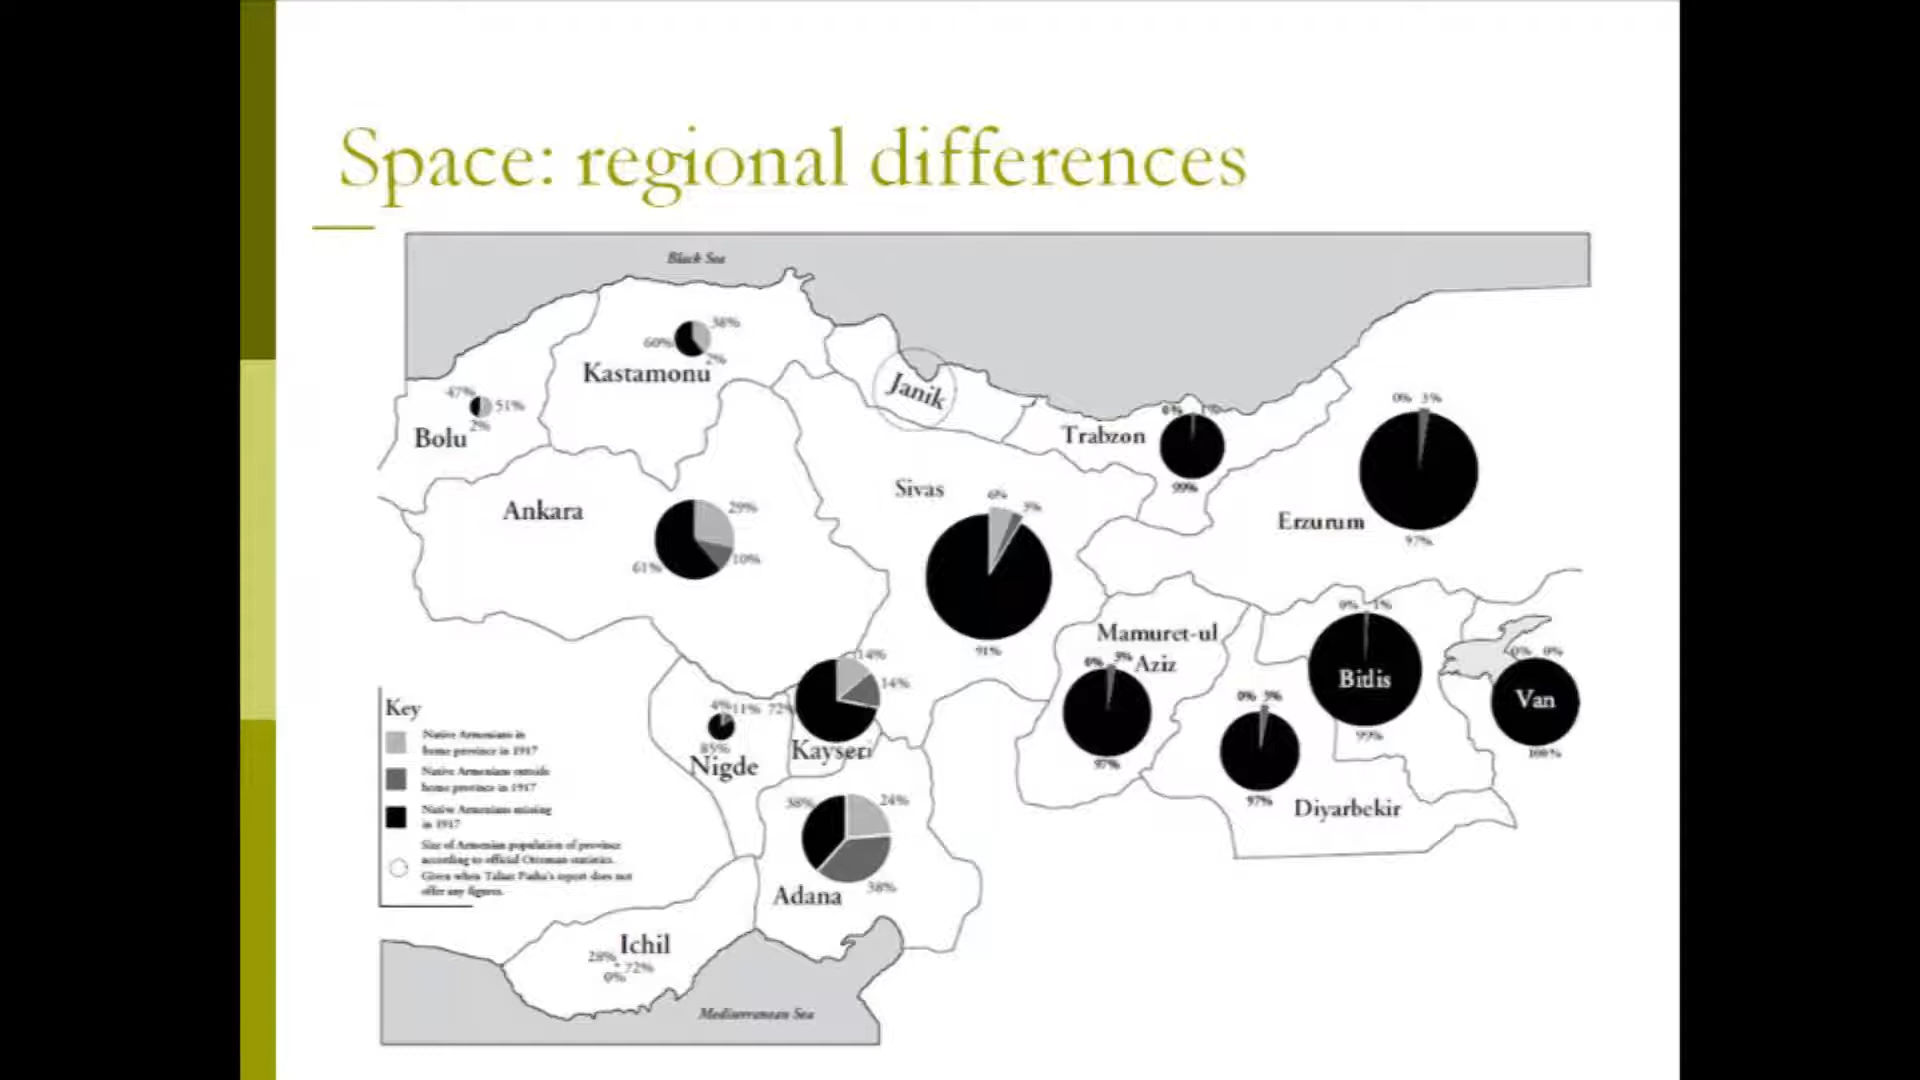 Space: regional differences
Black Sea
38%
60%
2%
Kastamonu
47%
51%
2%
Bolu
Janik
0%
Trabzon
99%
0% 3%
Erzurum
97%
Ankara
29%
10%
61%
Sivas
6%
3%
91%
Mamuret-ul
Aziz
0% 3%
97%
0% 1%
Bitlis
99%
0% 0%
Van
100%
0% 3%
97%
Diyarbekir
14%
14%
72%
Kayseri
4% 11%
85%
Nigde
38%
24%
38%
Adana
Ichil
28%
72%
0%
Mediterranean Sea
Key
Native Armenians in
home province in 1917
Native Armenians outside
home province in 1917
Native Armenians missing
in 1917
Size of Armenian population of province
according to official Ottoman statistics.
Given when Talaat Pasha's report does not
offer any figures.